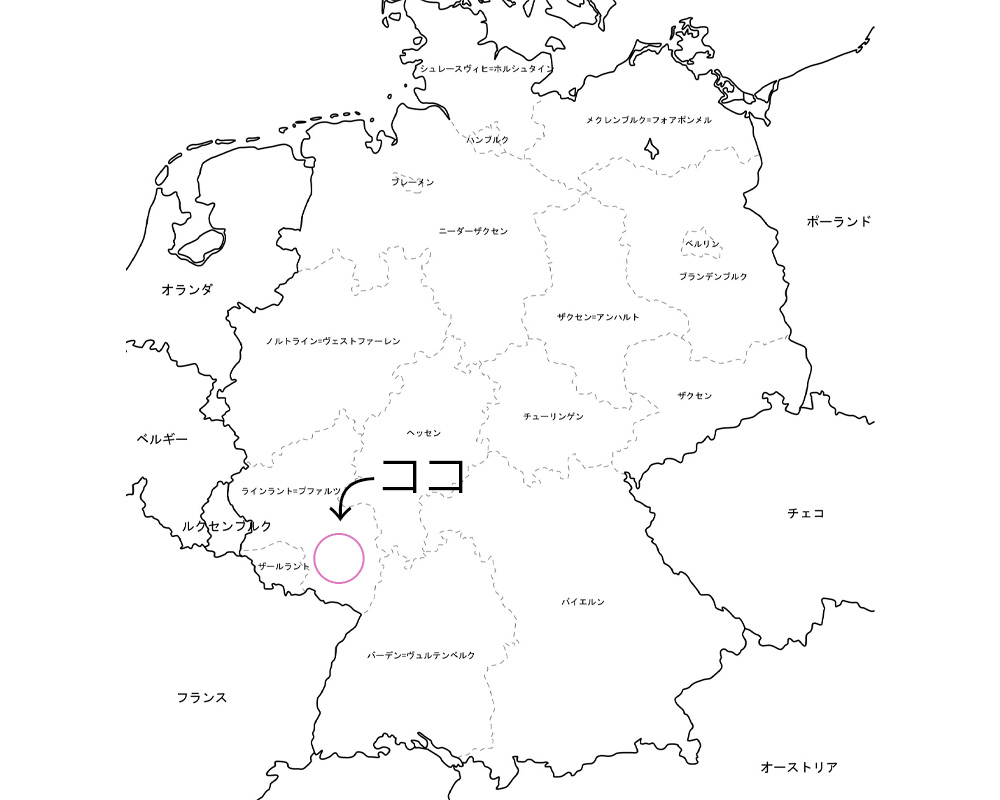 シュレースヴィヒ=ホルシュタイン
メクレンブルク=フォアポンメル
ハンブルク
ブレーメン
ポーランド
ニーダーザクセン
ベルリン
ブランデンブルク
オランダ
ザクセン=アンハルト
ノルトライン=ヴェストファーレン
ザクセン
チューリンゲン
ヘッセン
ベルギー
ココ
ラインラント=プファルツ
チェコ
ルクセンブルク
ザールラント
バイエルン
バーデン=ヴュルテンベルク
フランス
オーストリア